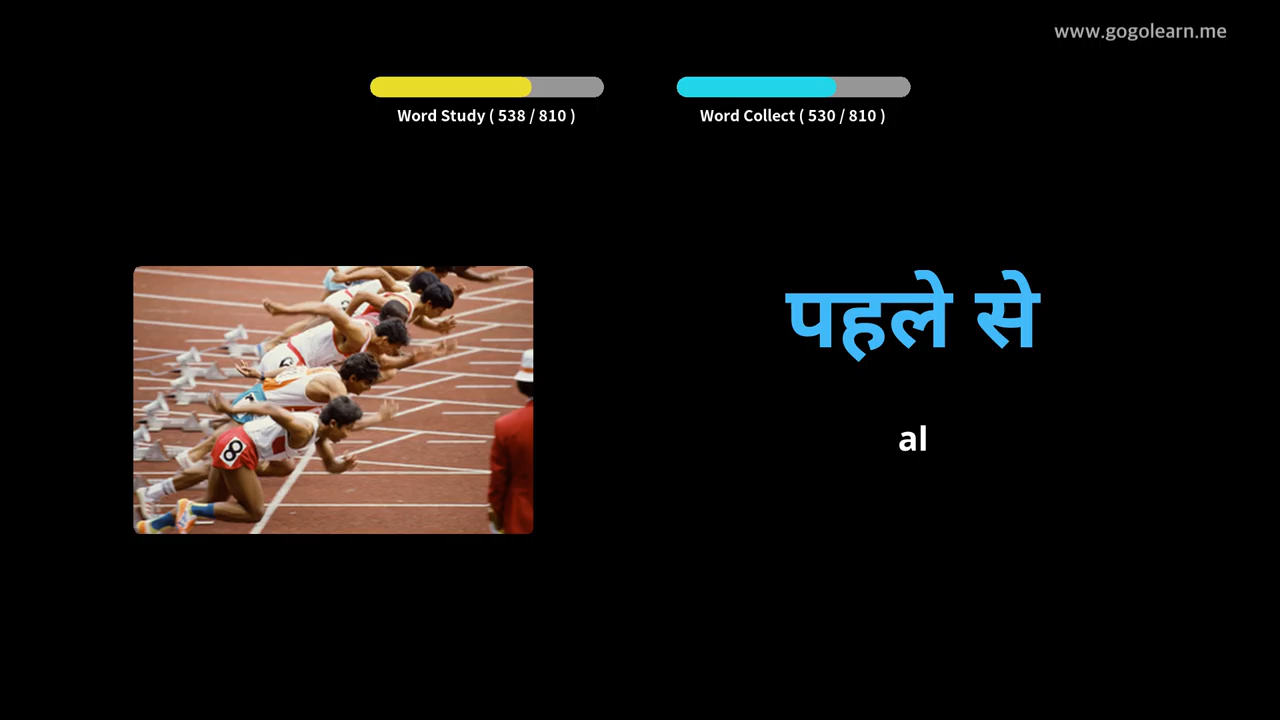 www.gogolearn.me
Word Study ( 538 / 810 )
Word Collect ( 530 / 810 )
पहले से
al
8